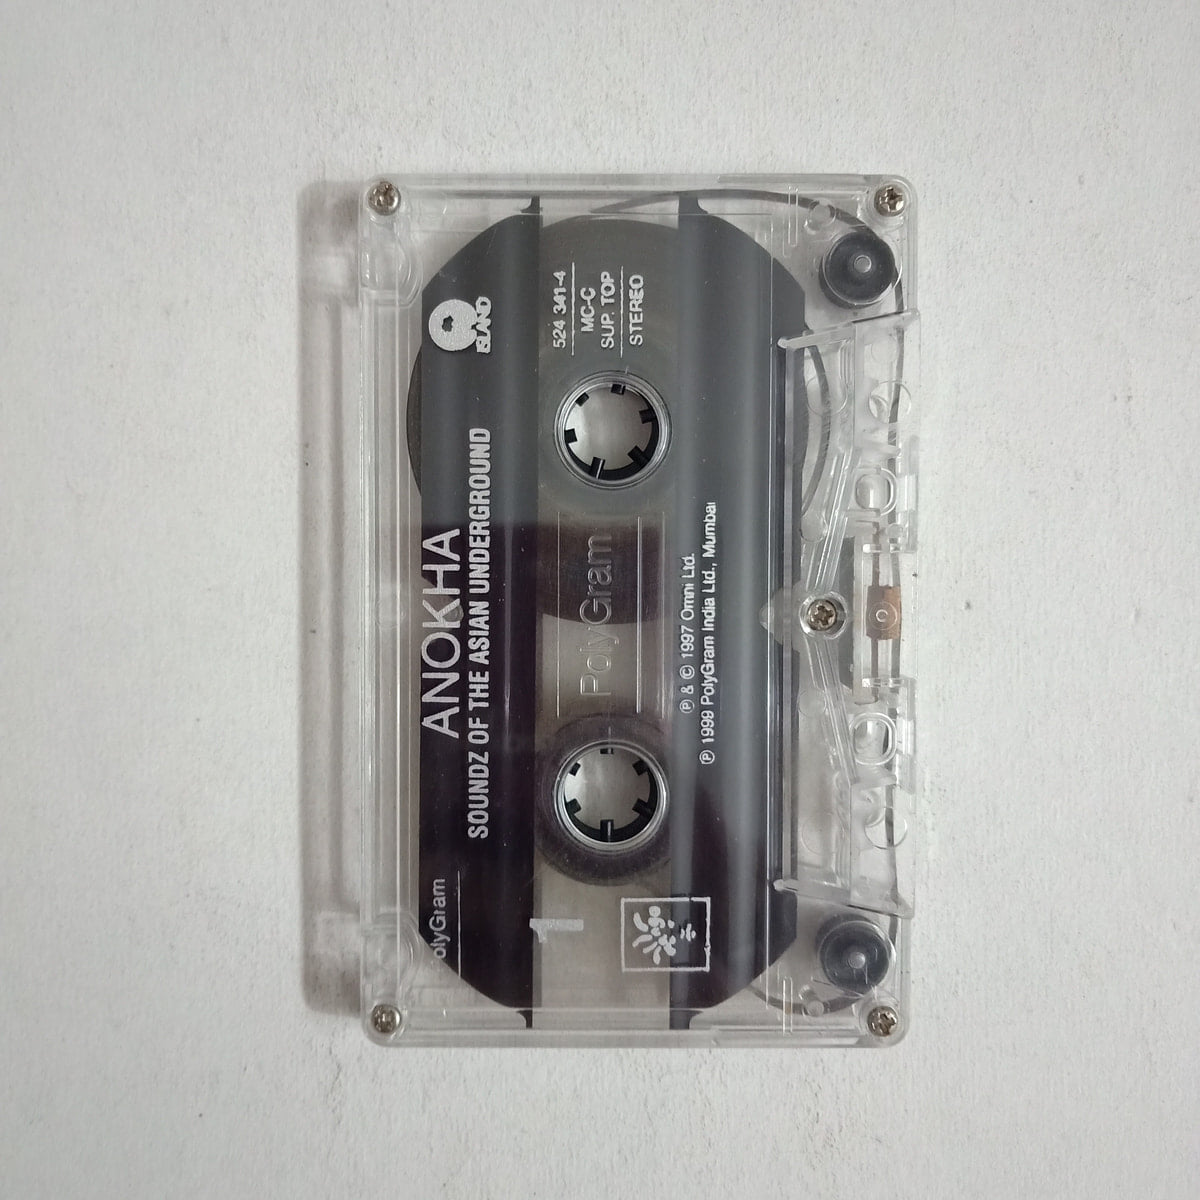 PolyGram
ANOKHA
SOUNDZ OF THE ASIAN UNDERGROUND
ISLAND
1
PolyGram
524 341-4
MC-C
SUP. TOP
STEREO
℗ & © 1997 Omni Ltd.
℗ 1999 PolyGram India Ltd., Mumbai